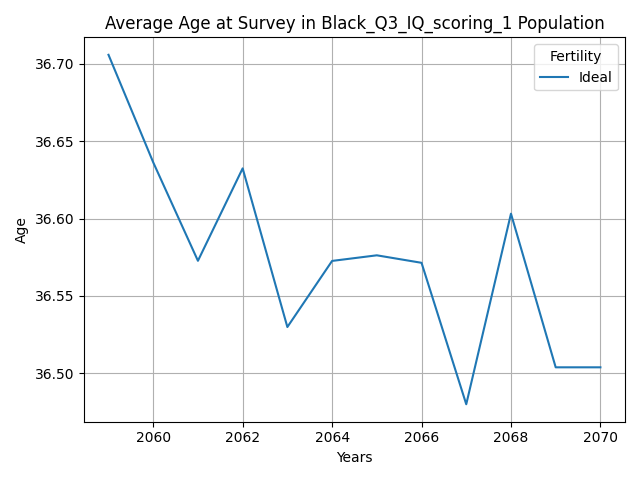 Average Age at Survey in Black_Q3_IQ_scoring_1 Population
Fertility
Ideal
36.70
36.65
36.60
36.55
36.50
Age
2060 2062 2064 2066 2068 2070
Years